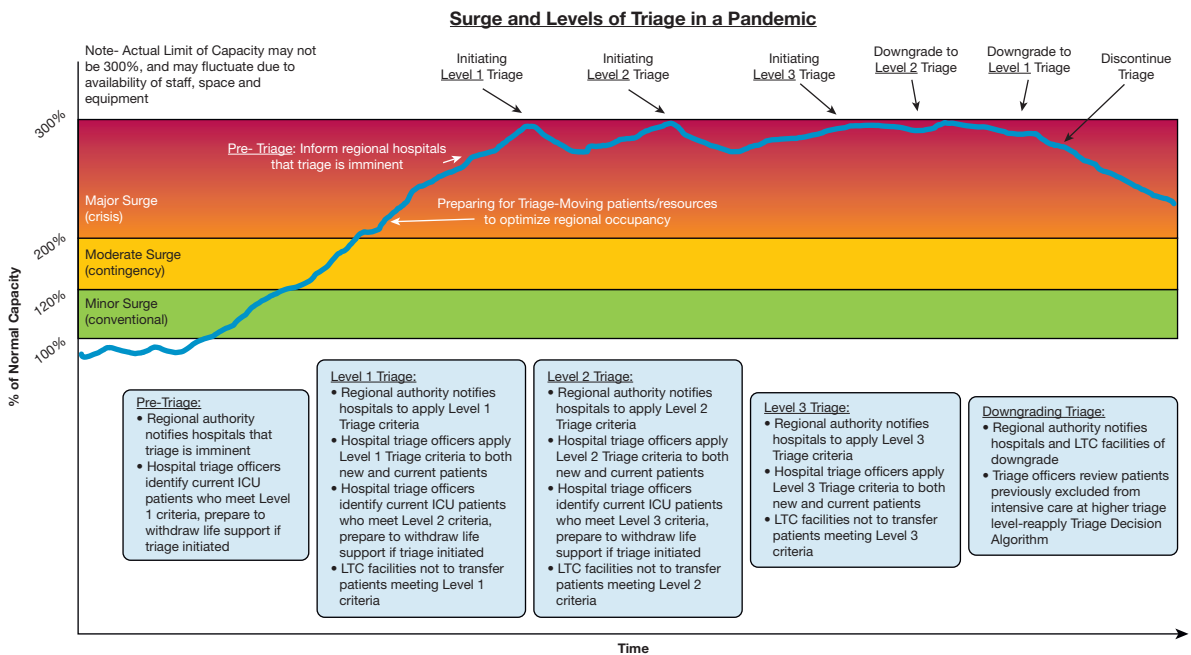 Surge and Levels of Triage in a Pandemic
Note- Actual Limit of Capacity may not
be 300%, and may fluctuate due to
availability of staff, space and
equipment
Initiating
Level 1 Triage
Initiating
Level 2 Triage
Initiating
Level 3 Triage
Downgrade to
Level 2 Triage
Downgrade to
Level 1 Triage
Discontinue
Triage
300%
Pre- Triage: Inform regional hospitals
that triage is imminent
Major Surge
(crisis)
Preparing for Triage-Moving patients/resources
to optimize regional occupancy
200%
Moderate Surge
(contingency)
120%
Minor Surge
(conventional)
100%
% of Normal Capacity
Pre-Triage:
• Regional authority
notifies hospitals that
triage is imminent
• Hospital triage officers
identify current ICU
patients who meet Level
1 criteria, prepare to
withdraw life support if
triage initiated
Level 1 Triage:
• Regional authority notifies
hospitals to apply Level 1
Triage criteria
• Hospital triage officers apply
Level 1 Triage criteria to both
new and current patients
• Hospital triage officers
identify current ICU patients
who meet Level 2 criteria,
prepare to withdraw life
support if triage initiated
• LTC facilities not to transfer
patients meeting Level 1
criteria
Level 2 Triage:
• Regional authority notifies
hospitals to apply Level 2
Triage criteria
• Hospital triage officers apply
Level 2 Triage criteria to both
new and current patients
• Hospital triage officers
identify current ICU patients
who meet Level 3 criteria,
prepare to withdraw life
support if triage initiated
• LTC facilities not to transfer
patients meeting Level 2
criteria
Level 3 Triage:
• Regional authority notifies
hospitals to apply Level 3
Triage criteria
• Hospital triage officers apply
Level 3 Triage criteria to both
new and current patients
• LTC facilities not to transfer
patients meeting Level 3
criteria
Downgrading Triage:
• Regional authority notifies
hospitals and LTC facilities of
downgrade
• Triage officers review patients
previously excluded from
intensive care at higher triage
level-reapply Triage Decision
Algorithm
Time